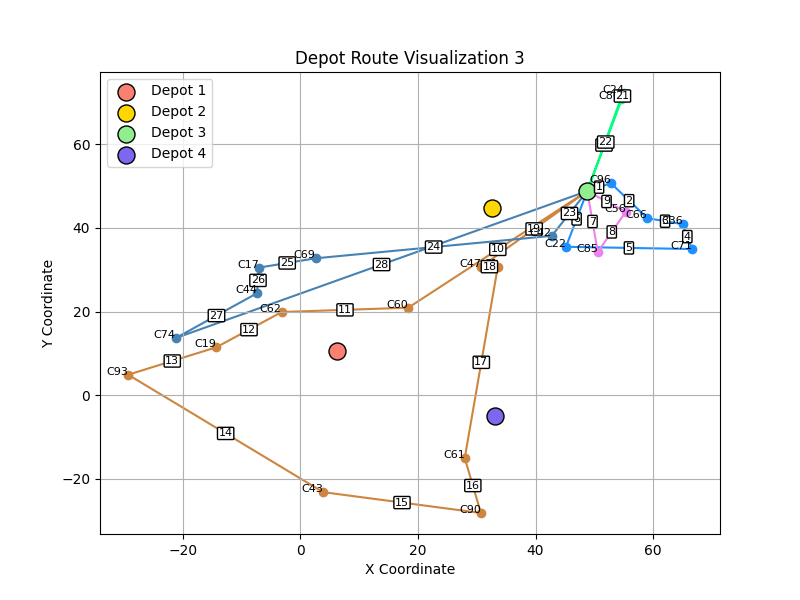 Depot Route Visualization 3
Depot 1
Depot 2
Depot 3
Depot 4
Y Coordinate
60
40
20
0
−20
−20
0
20
40
60
X Coordinate
C24
21
22
C96
1
9
2
C56
C66
C36
4
C71
5
8
7
C85
C22
23
19
10
C47
18
24
C69
25
C17
26
C44
28
27
C74
C62
C60
11
12
C19
13
C93
14
C43
15
C90
16
C61
17